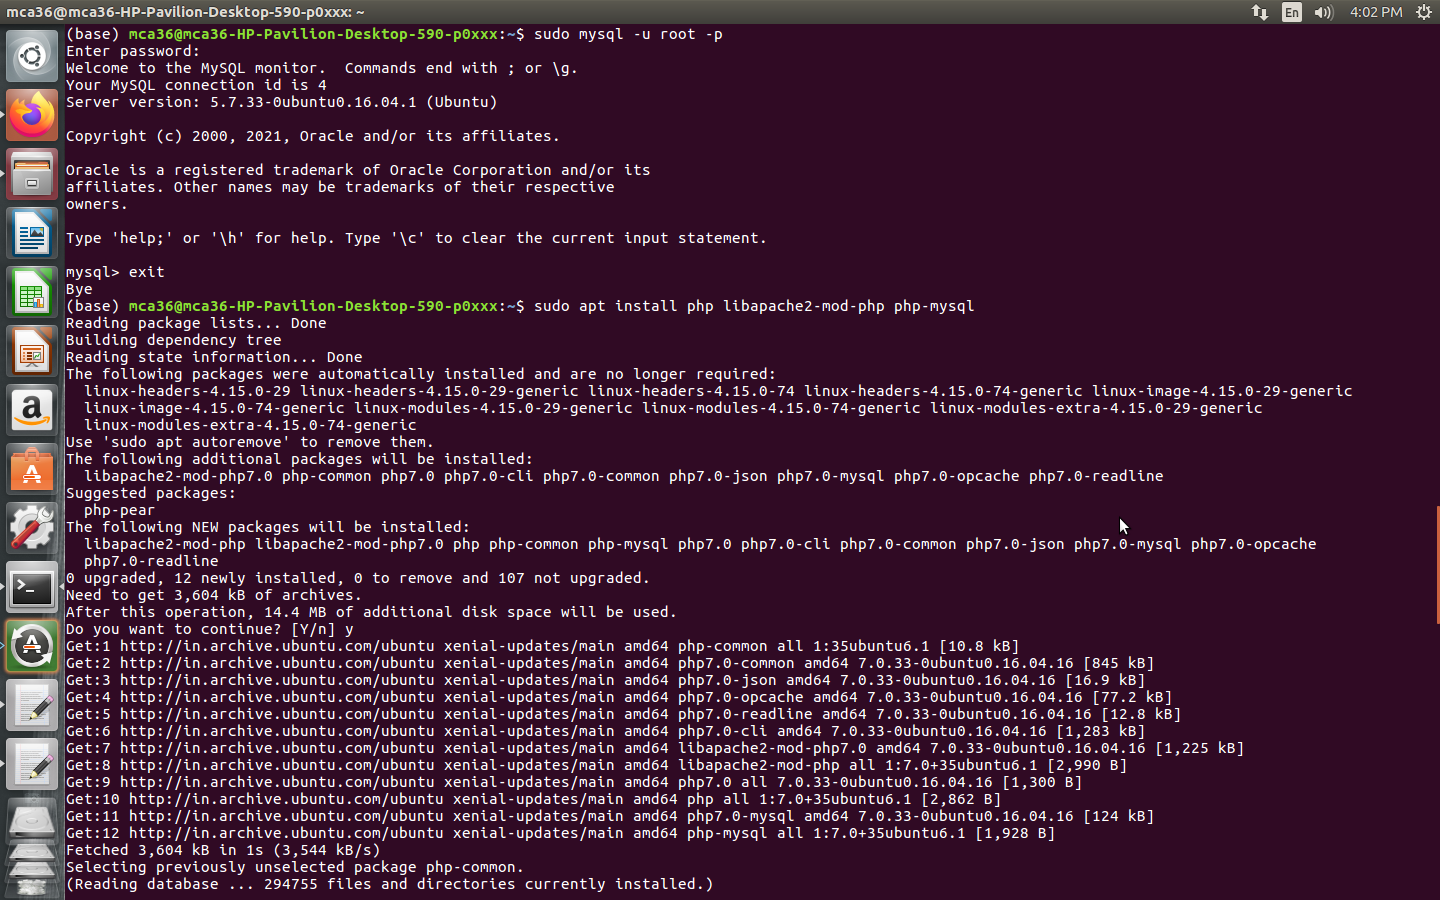 mca36@mca36-HP-Pavilion-Desktop-590-p0xxx: ~
En
4:02 PM
(base) mca36@mca36-HP-Pavilion-Desktop-590-p0xxx:~$ sudo mysql -u root -p
Enter password:
Welcome to the MySQL monitor.  Commands end with ; or \g.
Your MySQL connection id is 4
Server version: 5.7.33-0ubuntu0.16.04.1 (Ubuntu)
Copyright (c) 2000, 2021, Oracle and/or its affiliates.
Oracle is a registered trademark of Oracle Corporation and/or its
affiliates. Other names may be trademarks of their respective
owners.
Type 'help;' or '\h' for help. Type '\c' to clear the current input statement.
mysql> exit
Bye
(base) mca36@mca36-HP-Pavilion-Desktop-590-p0xxx:~$ sudo apt install php libapache2-mod-php php-mysql
Reading package lists... Done
Building dependency tree
Reading state information... Done
The following packages were automatically installed and are no longer required:
  linux-headers-4.15.0-29 linux-headers-4.15.0-29-generic linux-headers-4.15.0-74 linux-headers-4.15.0-74-generic linux-image-4.15.0-29-generic
  linux-image-4.15.0-74-generic linux-modules-4.15.0-29-generic linux-modules-4.15.0-74-generic linux-modules-extra-4.15.0-29-generic
  linux-modules-extra-4.15.0-74-generic
Use 'sudo apt autoremove' to remove them.
The following additional packages will be installed:
  libapache2-mod-php7.0 php-common php7.0 php7.0-cli php7.0-common php7.0-json php7.0-mysql php7.0-opcache php7.0-readline
Suggested packages:
  php-pear
The following NEW packages will be installed:
  libapache2-mod-php libapache2-mod-php7.0 php php-common php-mysql php7.0 php7.0-cli php7.0-common php7.0-json php7.0-mysql php7.0-opcache
  php7.0-readline
0 upgraded, 12 newly installed, 0 to remove and 107 not upgraded.
Need to get 3,604 kB of archives.
After this operation, 14.4 MB of additional disk space will be used.
Do you want to continue? [Y/n] y
Get:1 http://in.archive.ubuntu.com/ubuntu xenial-updates/main amd64 php-common all 1:35ubuntu6.1 [10.8 kB]
Get:2 http://in.archive.ubuntu.com/ubuntu xenial-updates/main amd64 php7.0-common amd64 7.0.33-0ubuntu0.16.04.16 [845 kB]
Get:3 http://in.archive.ubuntu.com/ubuntu xenial-updates/main amd64 php7.0-json amd64 7.0.33-0ubuntu0.16.04.16 [16.9 kB]
Get:4 http://in.archive.ubuntu.com/ubuntu xenial-updates/main amd64 php7.0-opcache amd64 7.0.33-0ubuntu0.16.04.16 [77.2 kB]
Get:5 http://in.archive.ubuntu.com/ubuntu xenial-updates/main amd64 php7.0-readline amd64 7.0.33-0ubuntu0.16.04.16 [12.8 kB]
Get:6 http://in.archive.ubuntu.com/ubuntu xenial-updates/main amd64 php7.0-cli amd64 7.0.33-0ubuntu0.16.04.16 [1,283 kB]
Get:7 http://in.archive.ubuntu.com/ubuntu xenial-updates/main amd64 libapache2-mod-php7.0 amd64 7.0.33-0ubuntu0.16.04.16 [1,225 kB]
Get:8 http://in.archive.ubuntu.com/ubuntu xenial-updates/main amd64 libapache2-mod-php all 1:7.0+35ubuntu6.1 [2,990 B]
Get:9 http://in.archive.ubuntu.com/ubuntu xenial-updates/main amd64 php7.0 all 7.0.33-0ubuntu0.16.04.16 [1,300 B]
Get:10 http://in.archive.ubuntu.com/ubuntu xenial-updates/main amd64 php all 1:7.0+35ubuntu6.1 [2,862 B]
Get:11 http://in.archive.ubuntu.com/ubuntu xenial-updates/main amd64 php7.0-mysql amd64 7.0.33-0ubuntu0.16.04.16 [124 kB]
Get:12 http://in.archive.ubuntu.com/ubuntu xenial-updates/main amd64 php-mysql all 1:7.0+35ubuntu6.1 [1,928 B]
Fetched 3,604 kB in 1s (3,544 kB/s)
Selecting previously unselected package php-common.
(Reading database ... 294755 files and directories currently installed.)